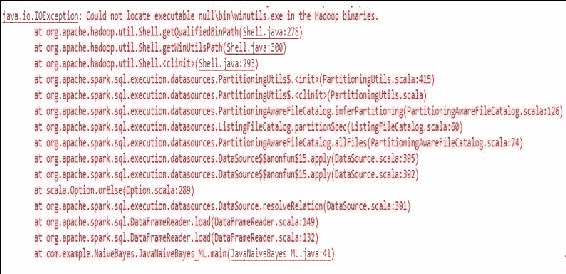 java.io.IOException: Could not locate executable null\bin\winutils.exe in the Hadoop binaries.
at org.apache.hadoop.util.Shell.getQualifiedBinPath(Shell.java:278)
at org.apache.hadoop.util.Shell.getWinUtilsPath(Shell.java:300)
at org.apache.hadoop.util.Shell.<clinit>(Shell.java:293)
at org.apache.spark.sql.execution.datasources.PartitioningUtils$.<init>(PartitioningUtils.scala:415)
at org.apache.spark.sql.execution.datasources.PartitioningUtils$.<clinit>(PartitioningUtils.scala)
at org.apache.spark.sql.execution.datasources.PartitioningAwareFileCatalog.inferPartitioning(PartitioningAwareFileCatalog.scala:126)
at org.apache.spark.sql.execution.datasources.ListingFileCatalog.partitionSpec(ListingFileCatalog.scala:60)
at org.apache.spark.sql.execution.datasources.PartitioningAwareFileCatalog.allFiles(PartitioningAwareFileCatalog.scala:74)
at org.apache.spark.sql.execution.datasources.DataSource$$anonfun$15.apply(DataSource.scala:395)
at org.apache.spark.sql.execution.datasources.DataSource$$anonfun$15.apply(DataSource.scala:392)
at scala.Option.orElse(Option.scala:289)
at org.apache.spark.sql.execution.datasources.DataSource.resolveRelation(DataSource.scala:391)
at org.apache.spark.sql.DataFrameReader.load(DataFrameReader.scala:149)
at org.apache.spark.sql.DataFrameReader.load(DataFrameReader.scala:132)
at com.example.NaiveBayes.JavaNaiveBayes_ML.main(JavaNaiveBayes_ML.java:41)